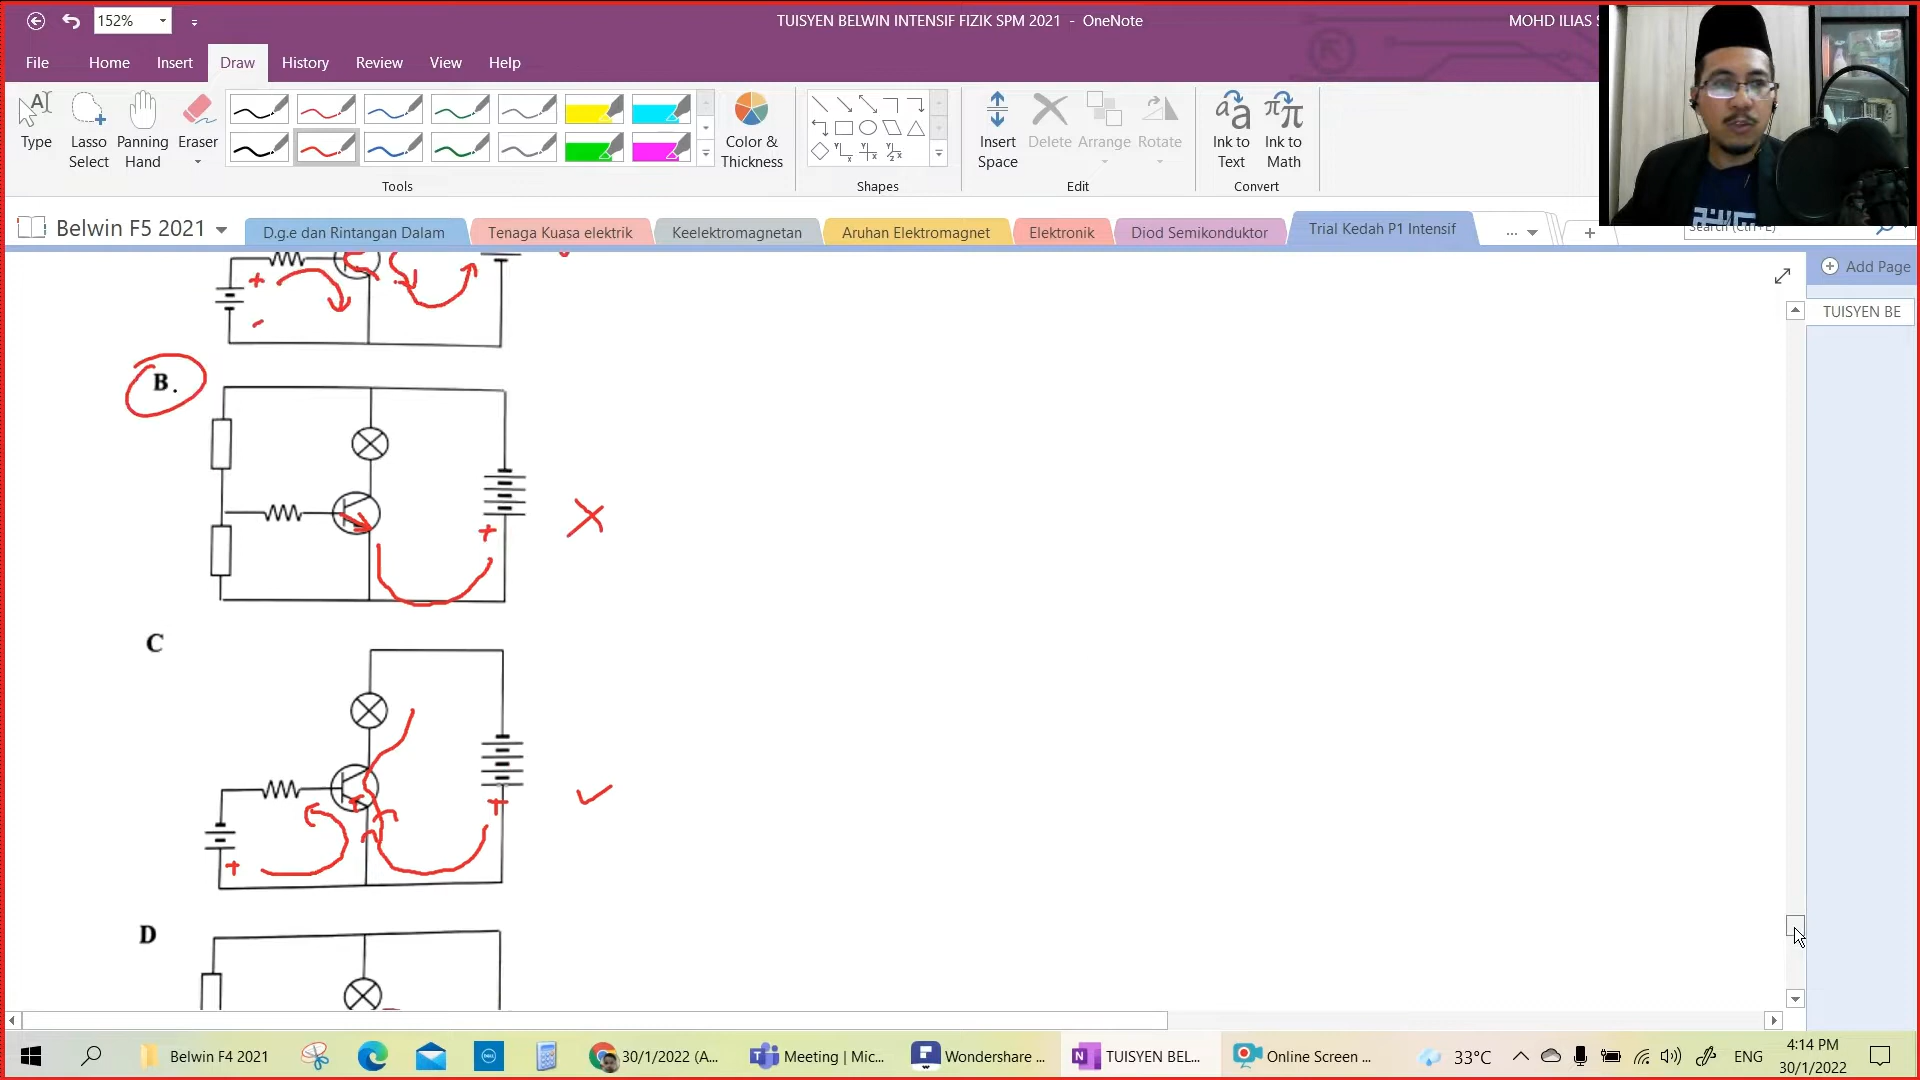 152%
TUISYEN BELWIN INTENSIF FIZIK SPM 2021 - OneNote
MOHD ILIAS S
File
Home
Insert
Draw
History
Review
View
Help
Type
Lasso Select
Panning Hand
Eraser
Color & Thickness
Insert Space
Delete
Arrange
Rotate
Ink to Text
Ink to Math
Tools
Shapes
Edit
Convert
Belwin F5 2021
D.g.e dan Rintangan Dalam
Tenaga Kuasa elektrik
Keelektromagnetan
Aruhan Elektromagnet
Elektronik
Diod Semikonduktor
Trial Kedah P1 Intensif
...
Search (Ctrl+E)
Add Page
TUISYEN BE
+
-
B.
+
C
+
+
D
Belwin F4 2021
30/1/2022 (A...
Meeting | Mic...
Wondershare ...
TUISYEN BEL...
Online Screen ...
33°C
ENG
4:14 PM
30/1/2022